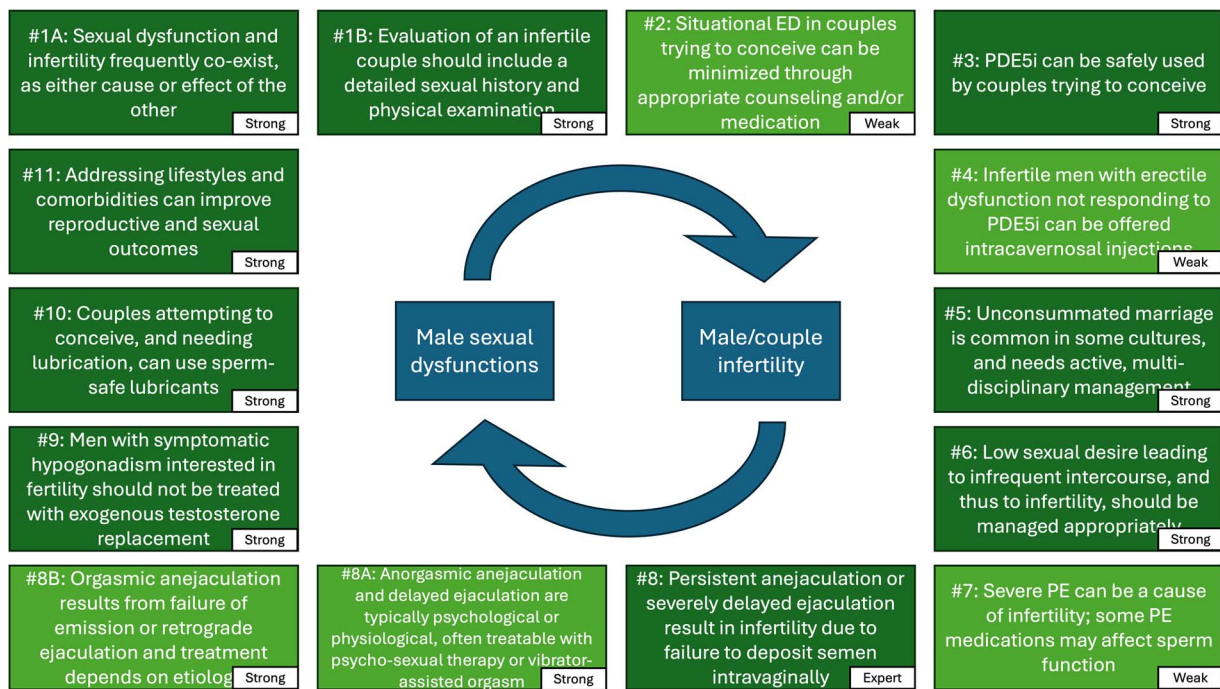 #1A: Sexual dysfunction and
infertility frequently co-exist,
as either cause or effect of the
other
Strong
#1B: Evaluation of an infertile
couple should include a
detailed sexual history and
physical examination
Strong
#2: Situational ED in couples
trying to conceive can be
minimized through
appropriate counseling and/or
medication
Weak
#3: PDE5i can be safely used
by couples trying to conceive
Strong
#11: Addressing lifestyles and
comorbidities can improve
reproductive and sexual
outcomes
Strong
#4: Infertile men with erectile
dysfunction not responding to
PDE5i can be offered
intracavernosal injections
Weak
#10: Couples attempting to
conceive, and needing
lubrication, can use sperm-
safe lubricants
Strong
Male sexual
dysfunctions
Male/couple
infertility
#5: Unconsummated marriage
is common in some cultures,
and needs active, multi-
disciplinary management
Strong
#9: Men with symptomatic
hypogonadism interested in
fertility should not be treated
with exogenous testosterone
replacement
Strong
#6: Low sexual desire leading
to infrequent intercourse, and
thus to infertility, should be
managed appropriately
Strong
#8B: Orgasmic anejaculation
results from failure of
emission or retrograde
ejaculation and treatment
depends on etiolog
Strong
#8A: Anorgasmic anejaculation
and delayed ejaculation are
typically psychological or
physiological, often treatable with
psycho-sexual therapy or vibrator-
assisted orgasm
Strong
#8: Persistent anejaculation or
severely delayed ejaculation
result in infertility due to
failure to deposit semen
intravaginally
Expert
#7: Severe PE can be a cause
of infertility; some PE
medications may affect sperm
function
Weak